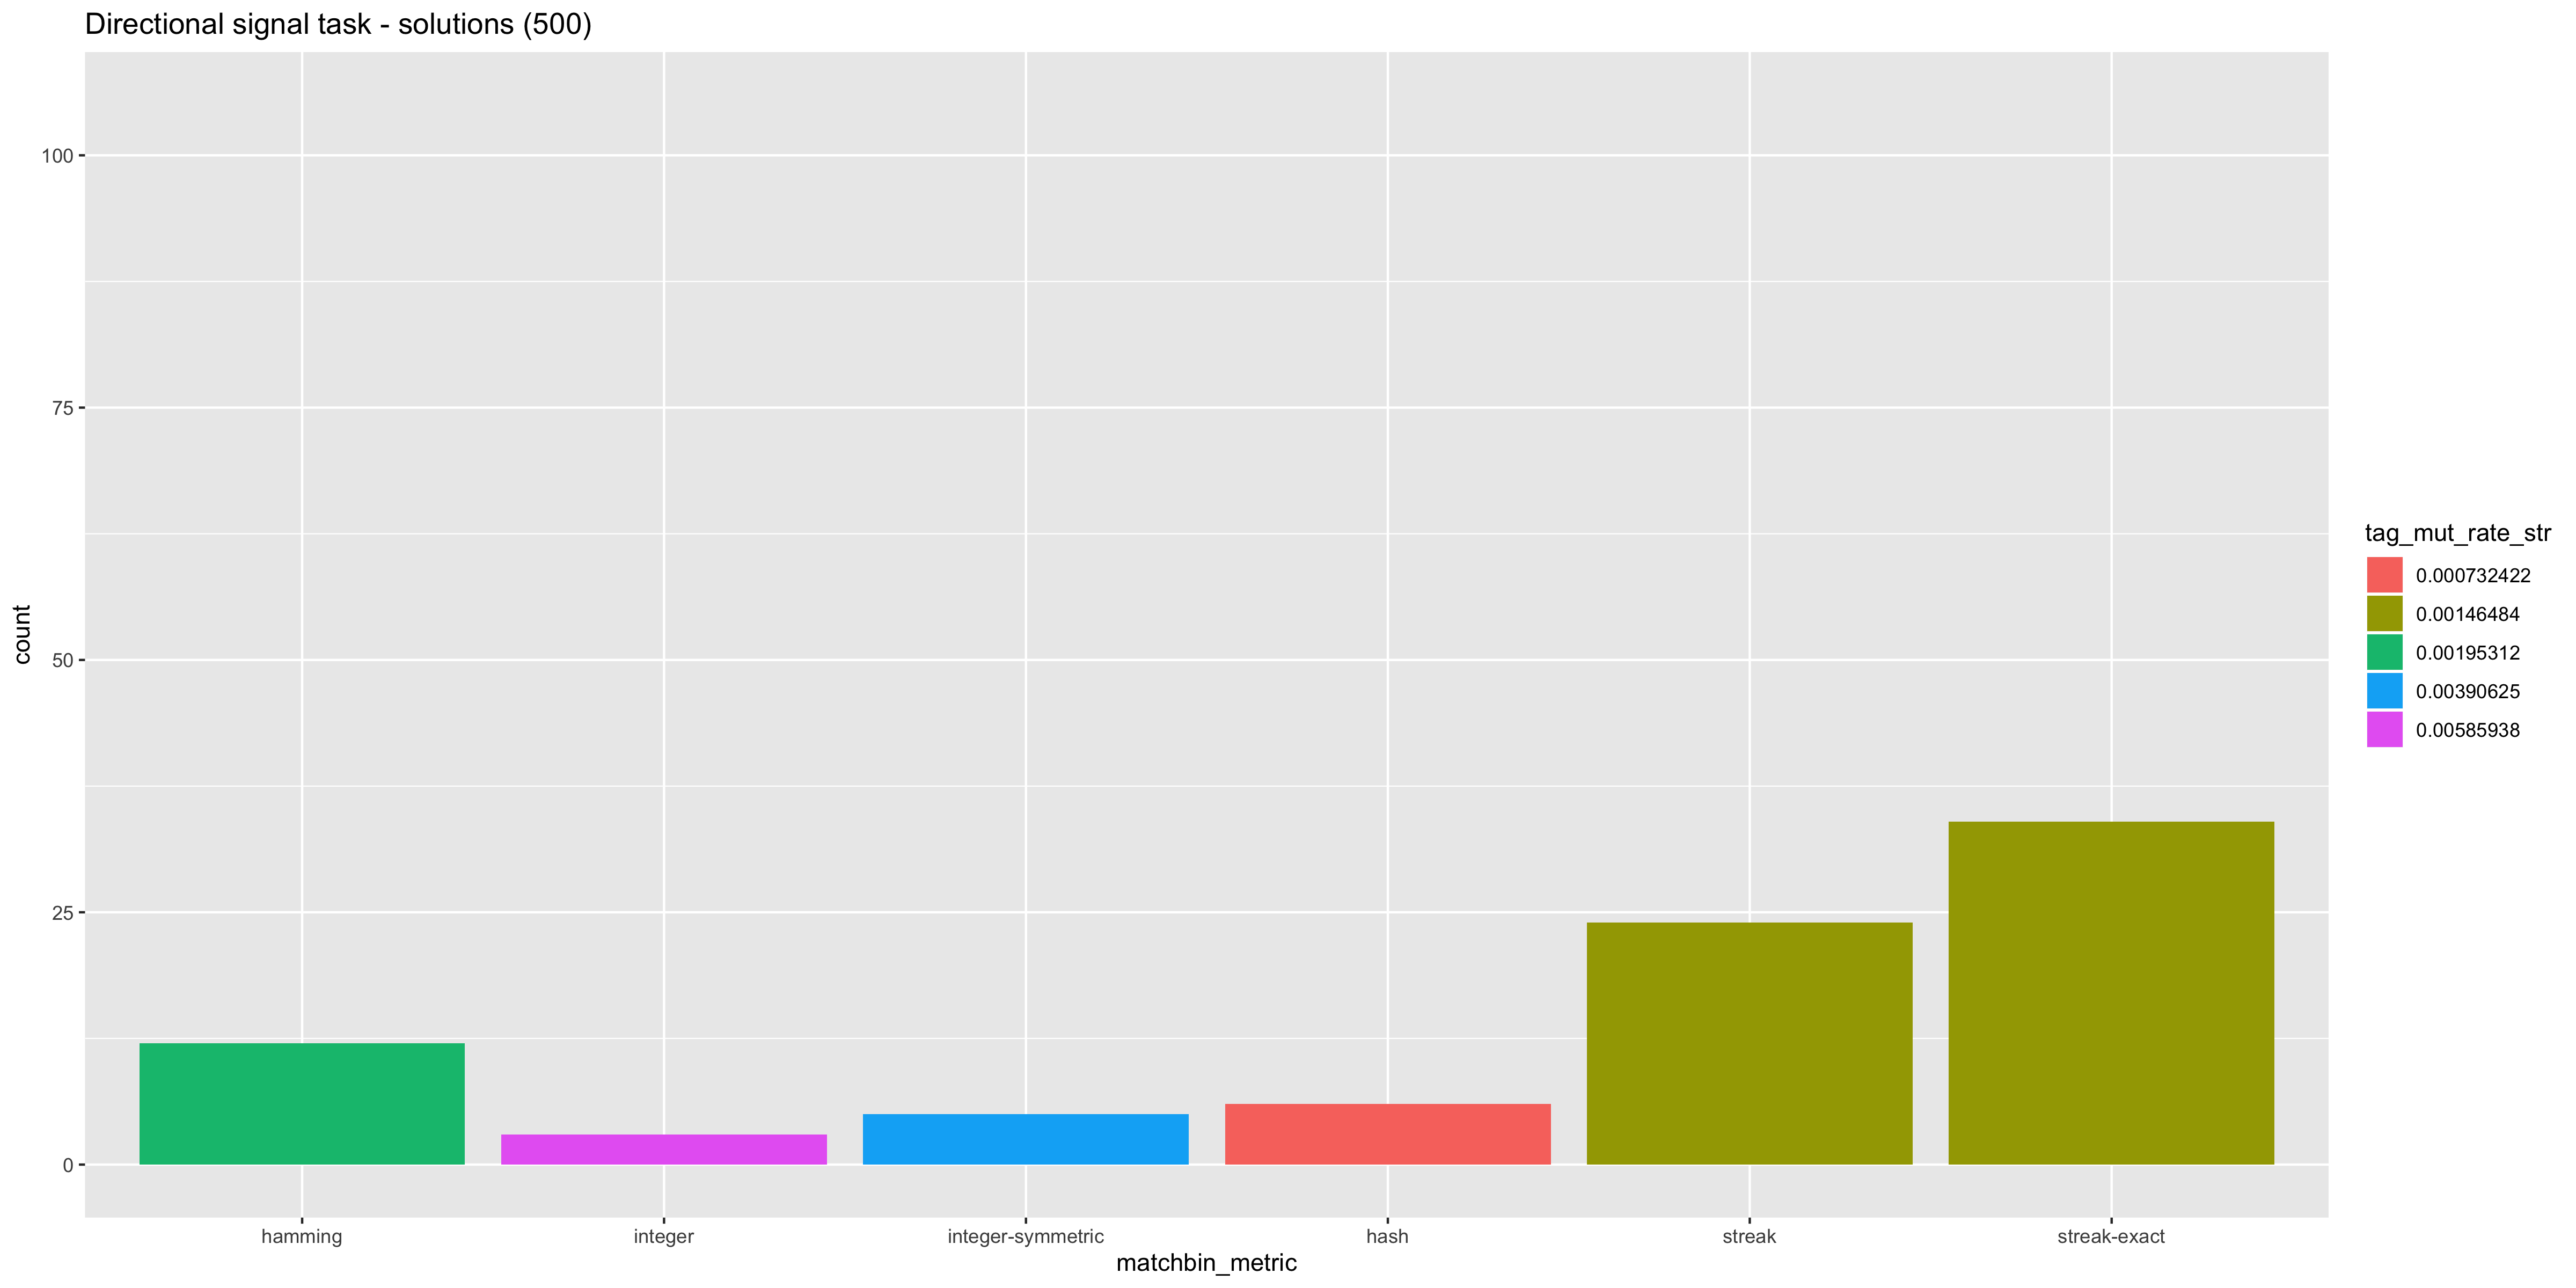 Directional signal task - solutions (500)
count
100
75
50
25
0
hamming
integer
integer-symmetric
hash
streak
streak-exact
matchbin_metric
tag_mut_rate_str
0.000732422
0.00146484
0.00195312
0.00390625
0.00585938